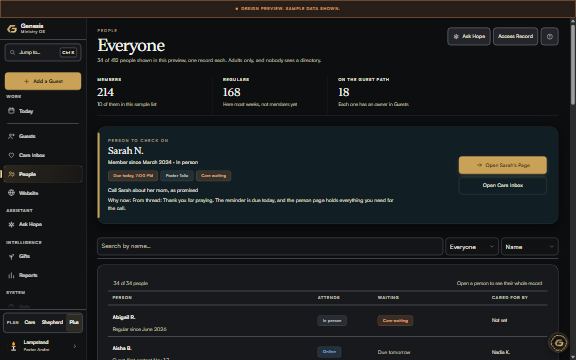 DESIGN PREVIEW. SAMPLE DATA SHOWN.
Genesis
Ministry OS
Jump to...
Ctrl K
Add a Guest
WORK
Today
Guests
Care Inbox
People
Website
ASSISTANT
Ask Hope
INTELLIGENCE
Gifts
Reports
SYSTEM
PLAN Care Shepherd Plus
Lampstand
Pastor Andre
PEOPLE
Everyone
34 of 412 people shown in this preview, one record each. Adults only, and nobody sees a directory.
Ask Hope
Access Record
MEMBERS
214
10 of them in this sample list
REGULARS
168
Here most weeks, not members yet
ON THE GUEST PATH
18
Each one has an owner in Guests
PERSON TO CHECK ON
Sarah N.
Member since March 2024 · In person
Due today, 7:00 PM
Pastor Talia
Care waiting
Call Sarah about her mom, as promised
Why now: From thread: Thank you for praying. The reminder is due today, and the person page holds everything you need for
the call.
Open Sarah's Page
Open Care Inbox
Search by name...
Everyone
Name
34 of 34 people
Open a person to see their whole record
PERSON
ATTENDS
WAITING
CARED FOR BY
Abigail R.
Regular since June 2026
In person
Care waiting
Not set
Aisha B.
Online
Due tomorrow
Nadia K.